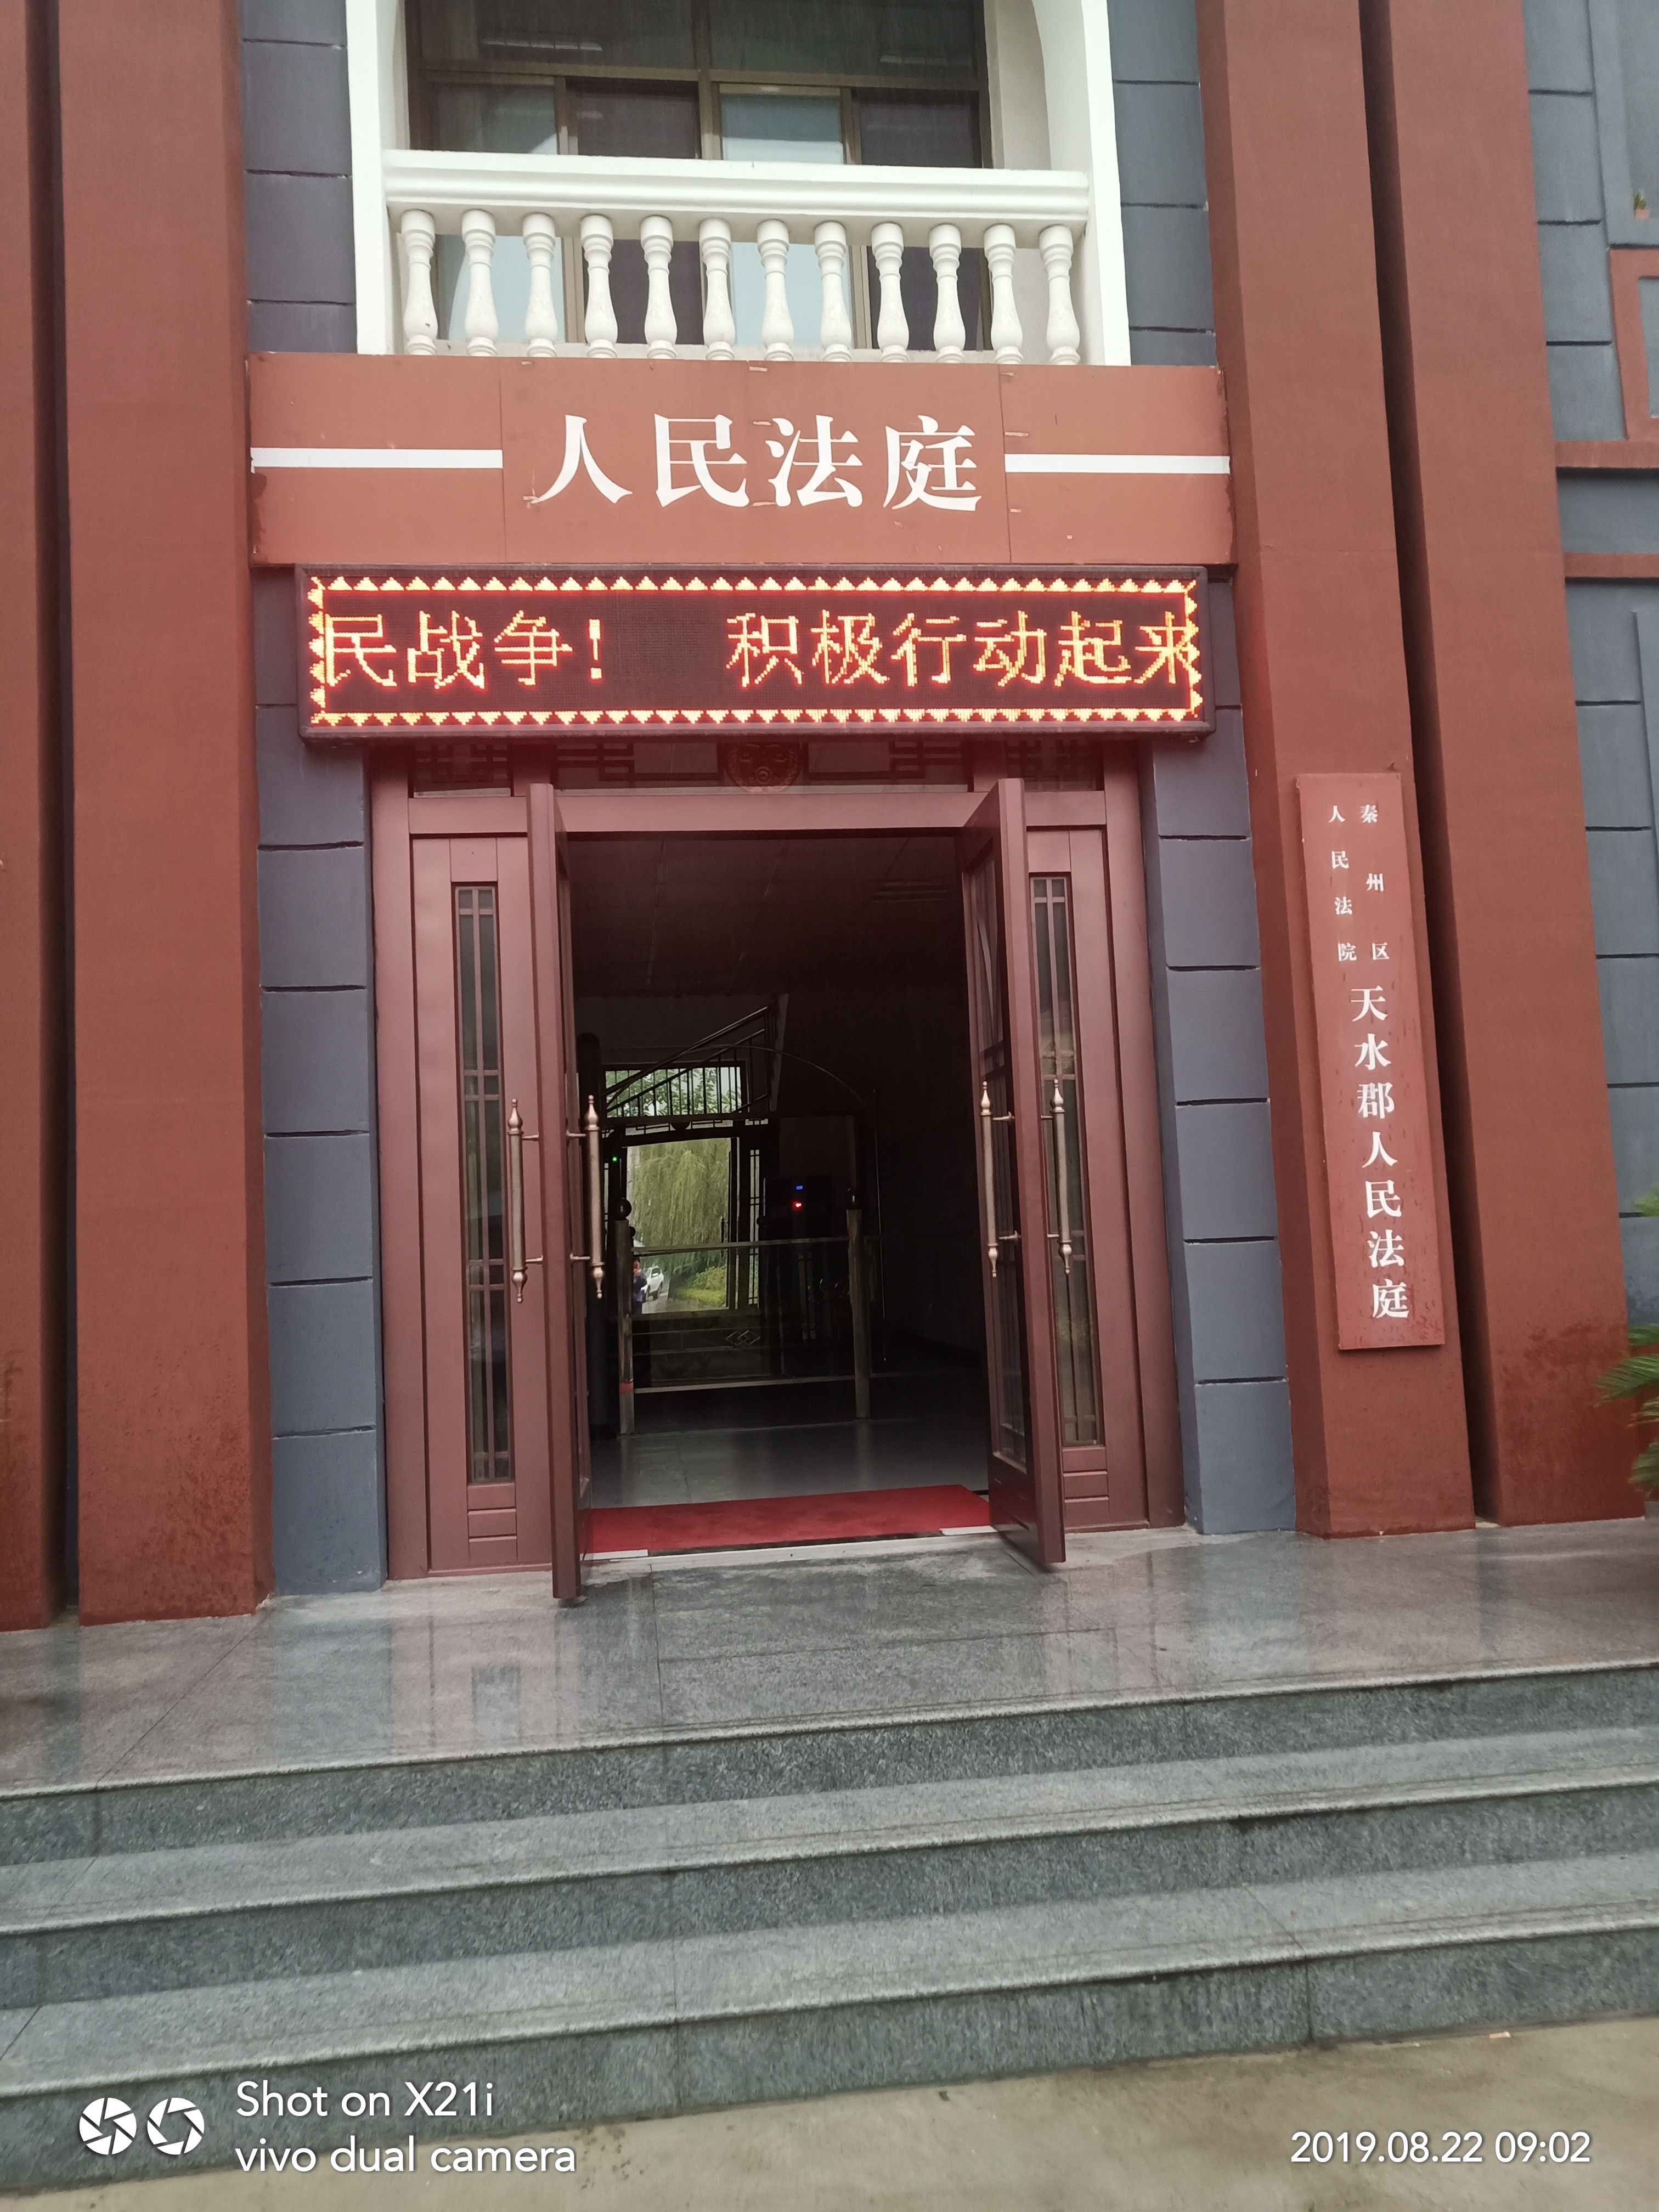 人民法庭
民战争！ 积极行动起来
秦州区
人民法院
天水郡人民法庭
Shot on X21i
vivo dual camera
2019.08.22 09:02